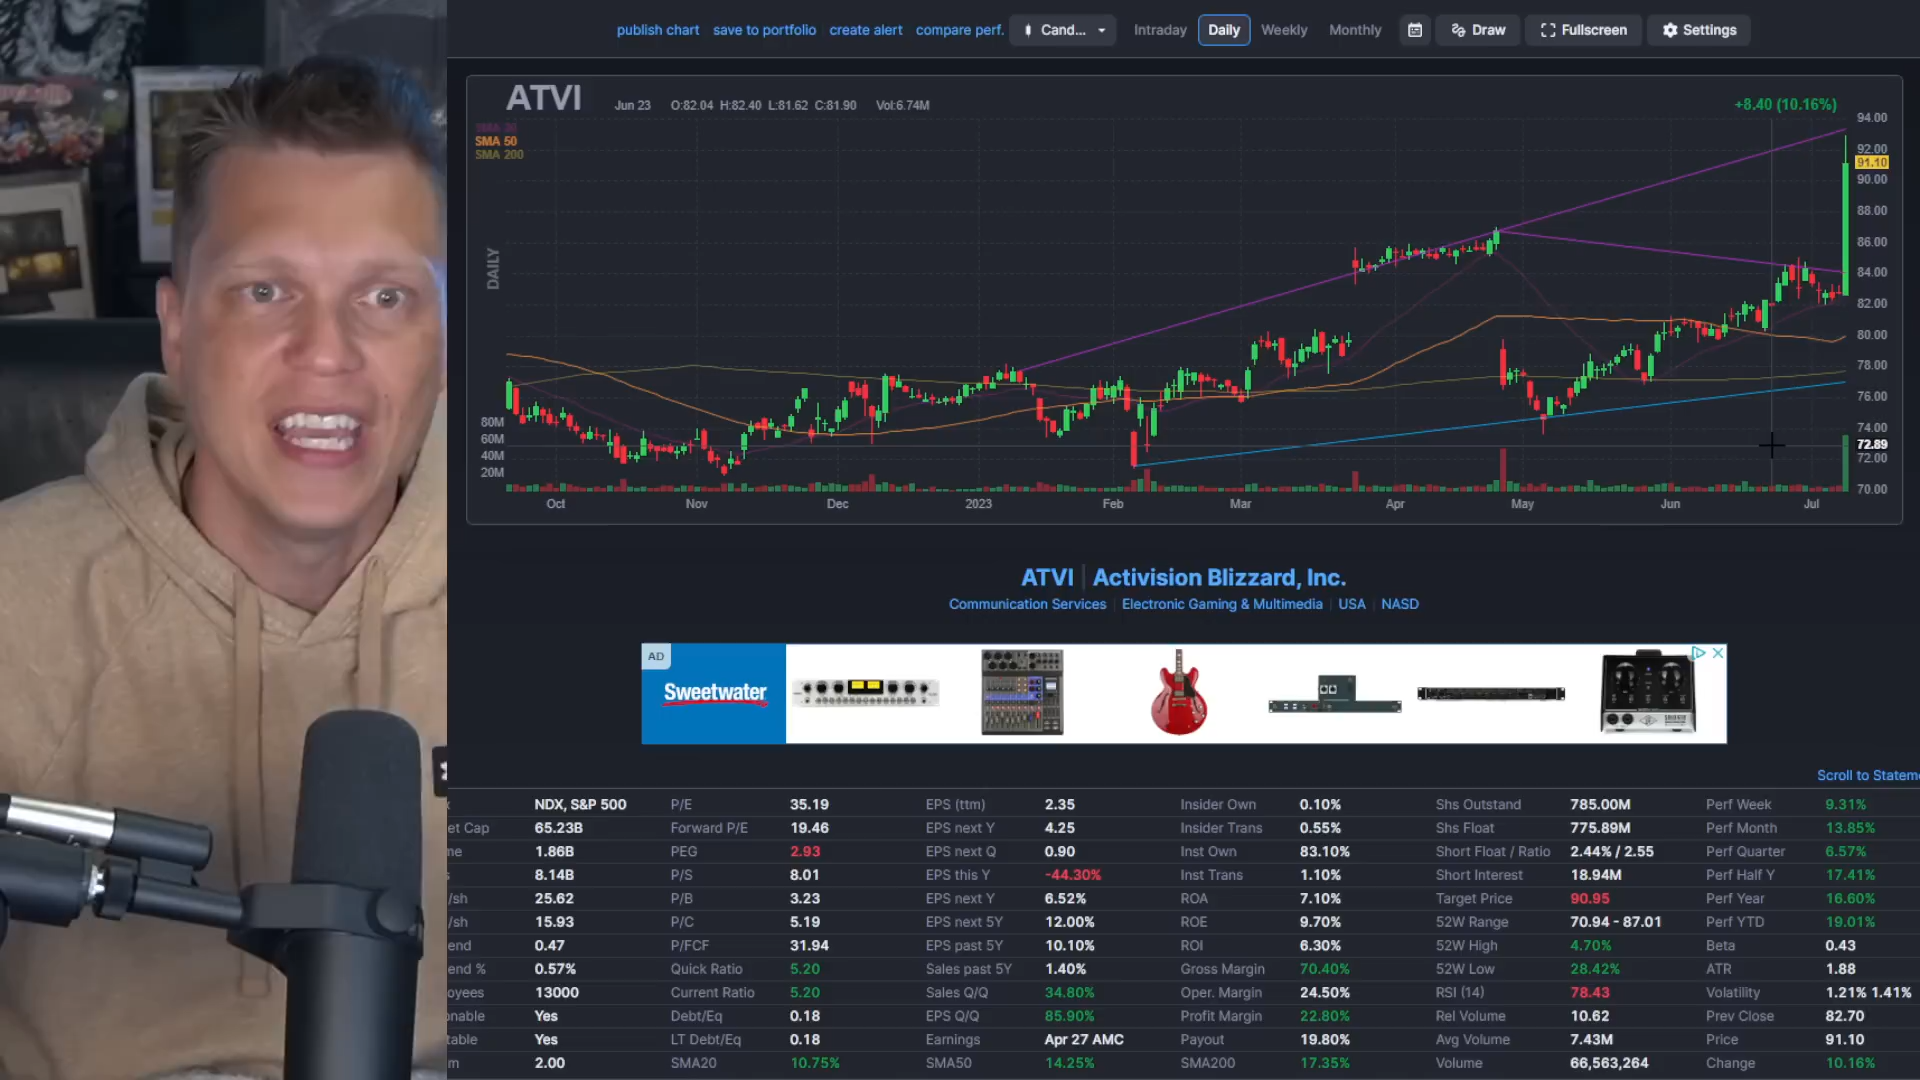 publish chart save to portfolio create alert compare perf. Cand... Intraday Daily Weekly Monthly Draw Fullscreen Settings
ATVI Jun 23 O:82.04 H:82.40 L:81.62 C:81.90 Vol:6.74M +8.40 (10.16%)
SMA 20
SMA 50
SMA 200
DAILY
94.00
92.00
91.10
90.00
88.00
86.00
84.00
82.00
80.00
78.00
76.00
74.00
72.89
72.00
70.00
80M
60M
40M
20M
Oct Nov Dec 2023 Feb Mar Apr May Jun Jul
ATVI Activision Blizzard, Inc.
Communication Services Electronic Gaming & Multimedia USA NASD
AD
Sweetwater
Scroll to Stateme
NDX, S&P 500 P/E 35.19 EPS (ttm) 2.35 Insider Own 0.10% Shs Outstand 785.00M Perf Week 9.31%
et Cap 65.23B Forward P/E 19.46 EPS next Y 4.25 Insider Trans 0.55% Shs Float 775.89M Perf Month 13.85%
me 1.86B PEG 2.93 EPS next Q 0.90 Inst Own 83.10% Short Float / Ratio 2.44% / 2.55 Perf Quarter 6.57%
s 8.14B P/S 8.01 EPS this Y -44.30% Inst Trans 1.10% Short Interest 18.94M Perf Half Y 17.41%
/sh 25.62 P/B 3.23 EPS next Y 6.52% ROA 7.10% Target Price 90.95 Perf Year 16.60%
/sh 15.93 P/C 5.19 EPS next 5Y 12.00% ROE 9.70% 52W Range 70.94 - 87.01 Perf YTD 19.01%
end 0.47 P/FCF 31.94 EPS past 5Y 10.10% ROI 6.30% 52W High 4.70% Beta 0.43
end % 0.57% Quick Ratio 5.20 Sales past 5Y 1.40% Gross Margin 70.40% 52W Low 28.42% ATR 1.88
oyees 13000 Current Ratio 5.20 Sales Q/Q 34.80% Oper. Margin 24.50% RSI (14) 78.43 Volatility 1.21% 1.41%
onable Yes Debt/Eq 0.18 EPS Q/Q 85.90% Profit Margin 22.80% Rel Volume 10.62 Prev Close 82.70
table Yes LT Debt/Eq 0.18 Earnings Apr 27 AMC Payout 19.80% Avg Volume 7.43M Price 91.10
m 2.00 SMA20 10.75% SMA50 14.25% SMA200 17.35% Volume 66,563,264 Change 10.16%